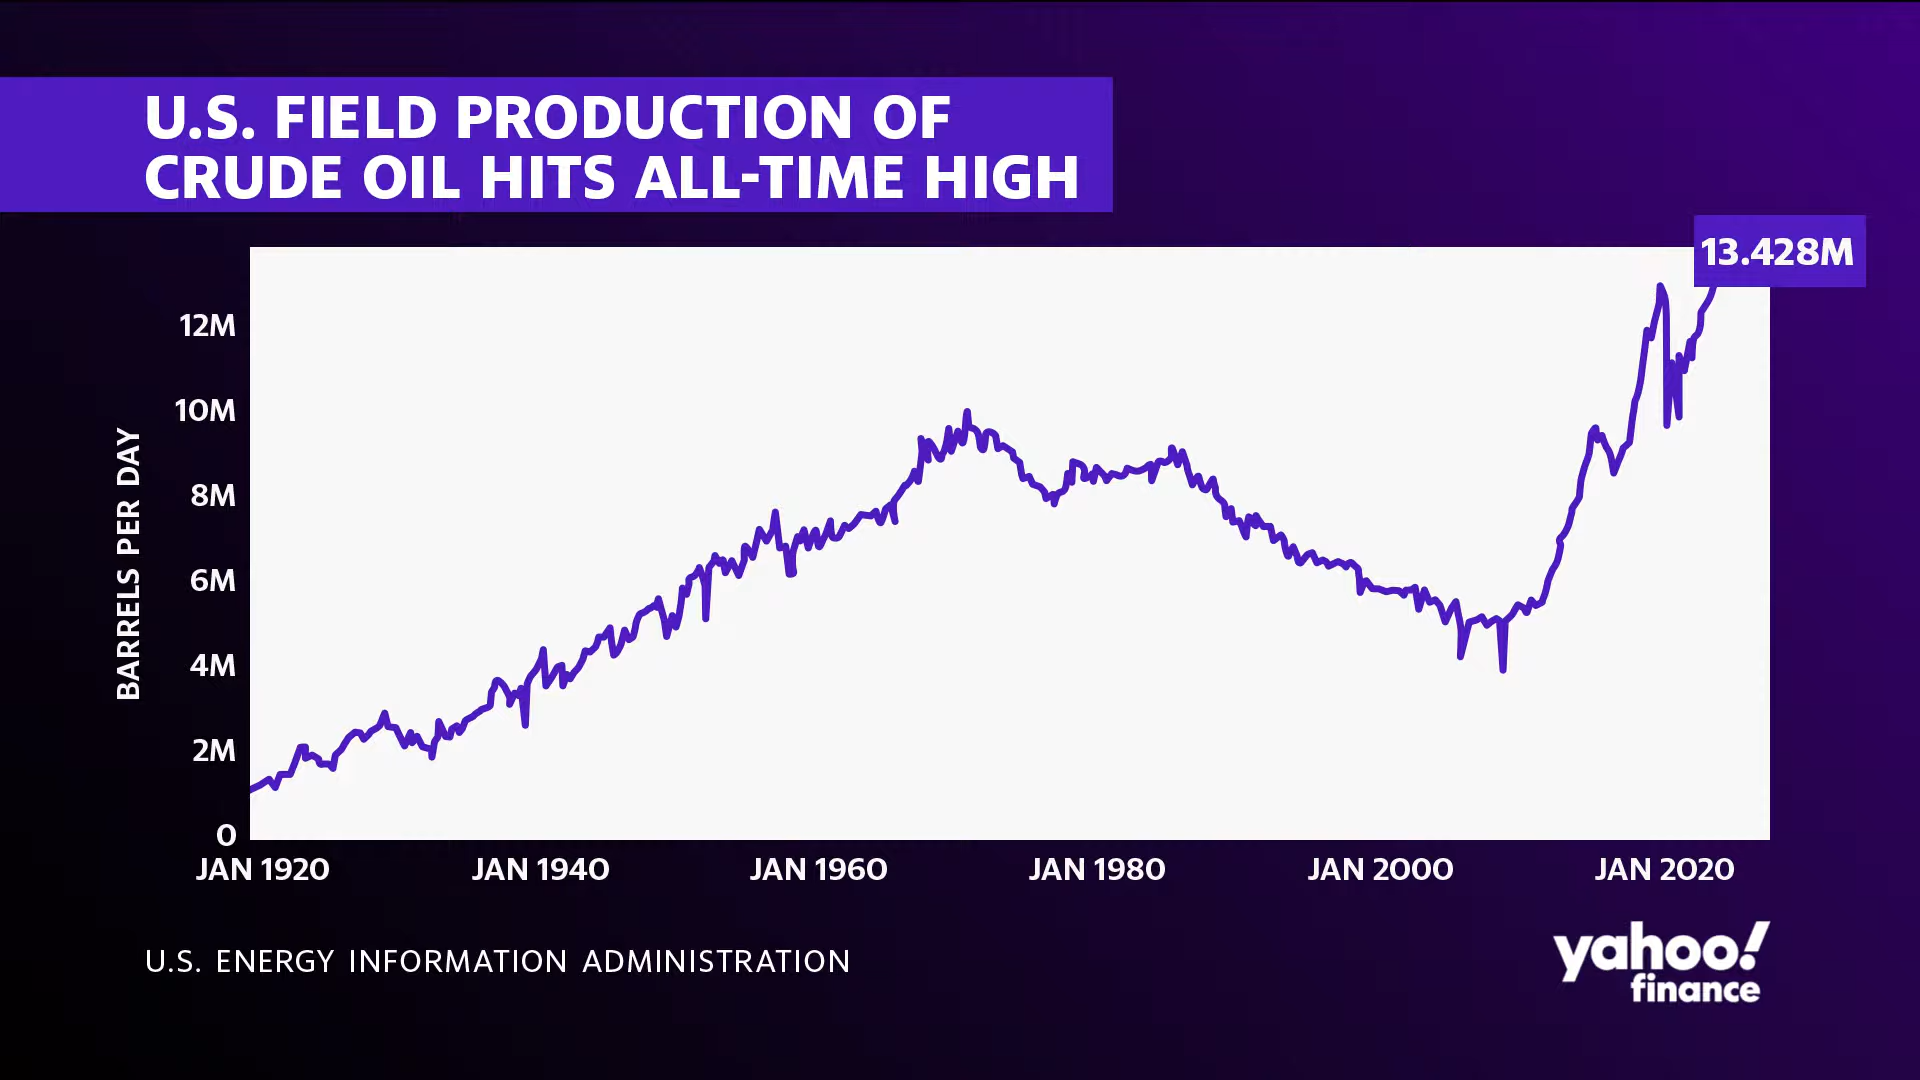 U.S. FIELD PRODUCTION OF
CRUDE OIL HITS ALL-TIME HIGH
13.428M
12M
10M
8M
6M
4M
2M
0
BARRELS PER DAY
JAN 1920
JAN 1940
JAN 1960
JAN 1980
JAN 2000
JAN 2020
U.S. ENERGY INFORMATION ADMINISTRATION
yahoo!
finance